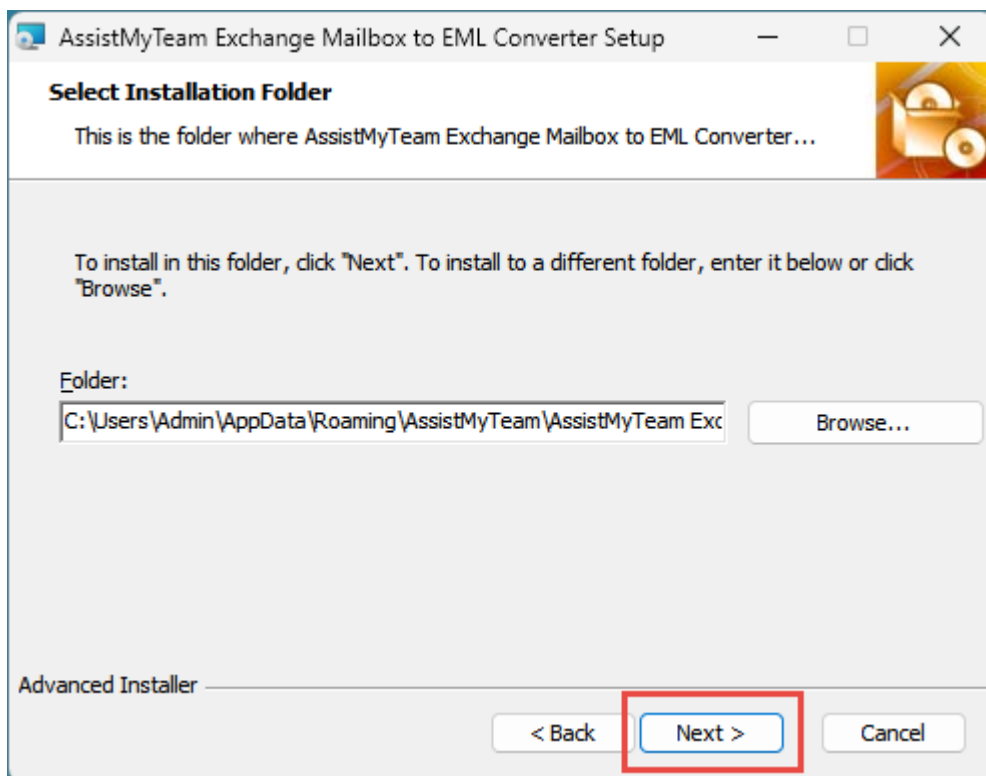 AssistMyTeam Exchange Mailbox to EML Converter Setup
Select Installation Folder
This is the folder where AssistMyTeam Exchange Mailbox to EML Converter...
To install in this folder, click "Next". To install to a different folder, enter it below or click
"Browse".
Folder:
C:\Users\Admin\AppData\Roaming\AssistMyTeam\AssistMyTeam Exc
Browse...
Advanced Installer
< Back
Next >
Cancel